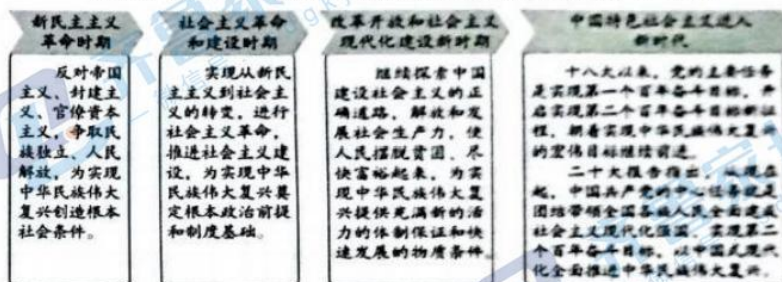 新民主主义
革命时期
反对帝国
主义、封建主
义、官僚资本
主义，争取民
族独立、人民
解放，为实现
中华民族伟大
复兴创造根本
社会条件。
社会主义革命
和建设时期
实现从新民
主主义到社会主
义的转变，进行
社会主义革命，
推进社会主义建
设，为实现中华
民族伟大复兴奠
定根本政治前提
和制度基础。
改革开放和社会主义
现代化建设新时期
继续探索中国
建设社会主义的正
确道路，解放和发
展社会生产力，使
人民摆脱贫困、尽
快富裕起来，为实
现中华民族伟大复
兴提供充满新的活
力的体制保证和快
速发展的物质条件。
中国特色社会主义进入
新时代
十八大以来，党的主要任务
是实现第一个百年奋斗目标，开
启实现第二个百年奋斗目标新征
程，朝着实现中华民族伟大复兴
的宏伟目标继续前进。
二十大报告指出，从现在
起，中国共产党的中心任务就是
团结带领全国各族人民全面建成
社会主义现代化强国、实现第二
个百年奋斗目标，以中国式现代
化全面推进中华民族伟大复兴。